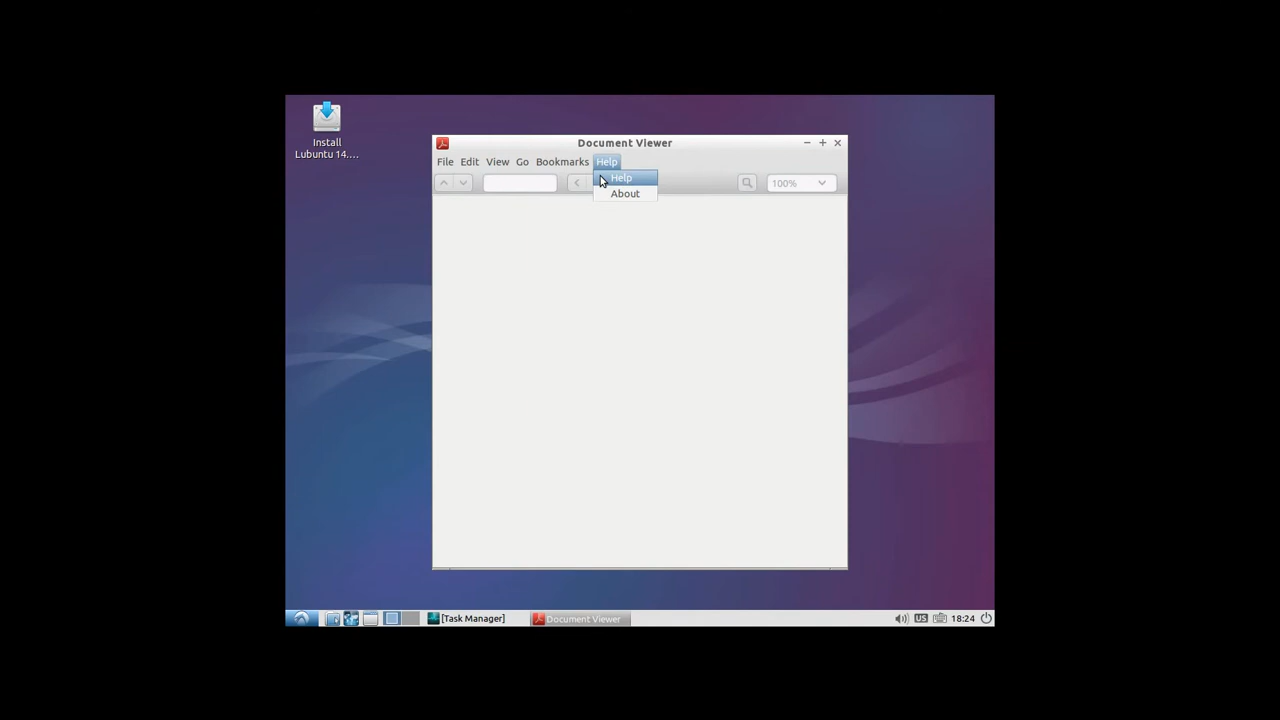 Install
Lubuntu 14....
Document Viewer
File Edit View Go Bookmarks Help
Help
About
100%
[Task Manager]
Document Viewer
US
18:24